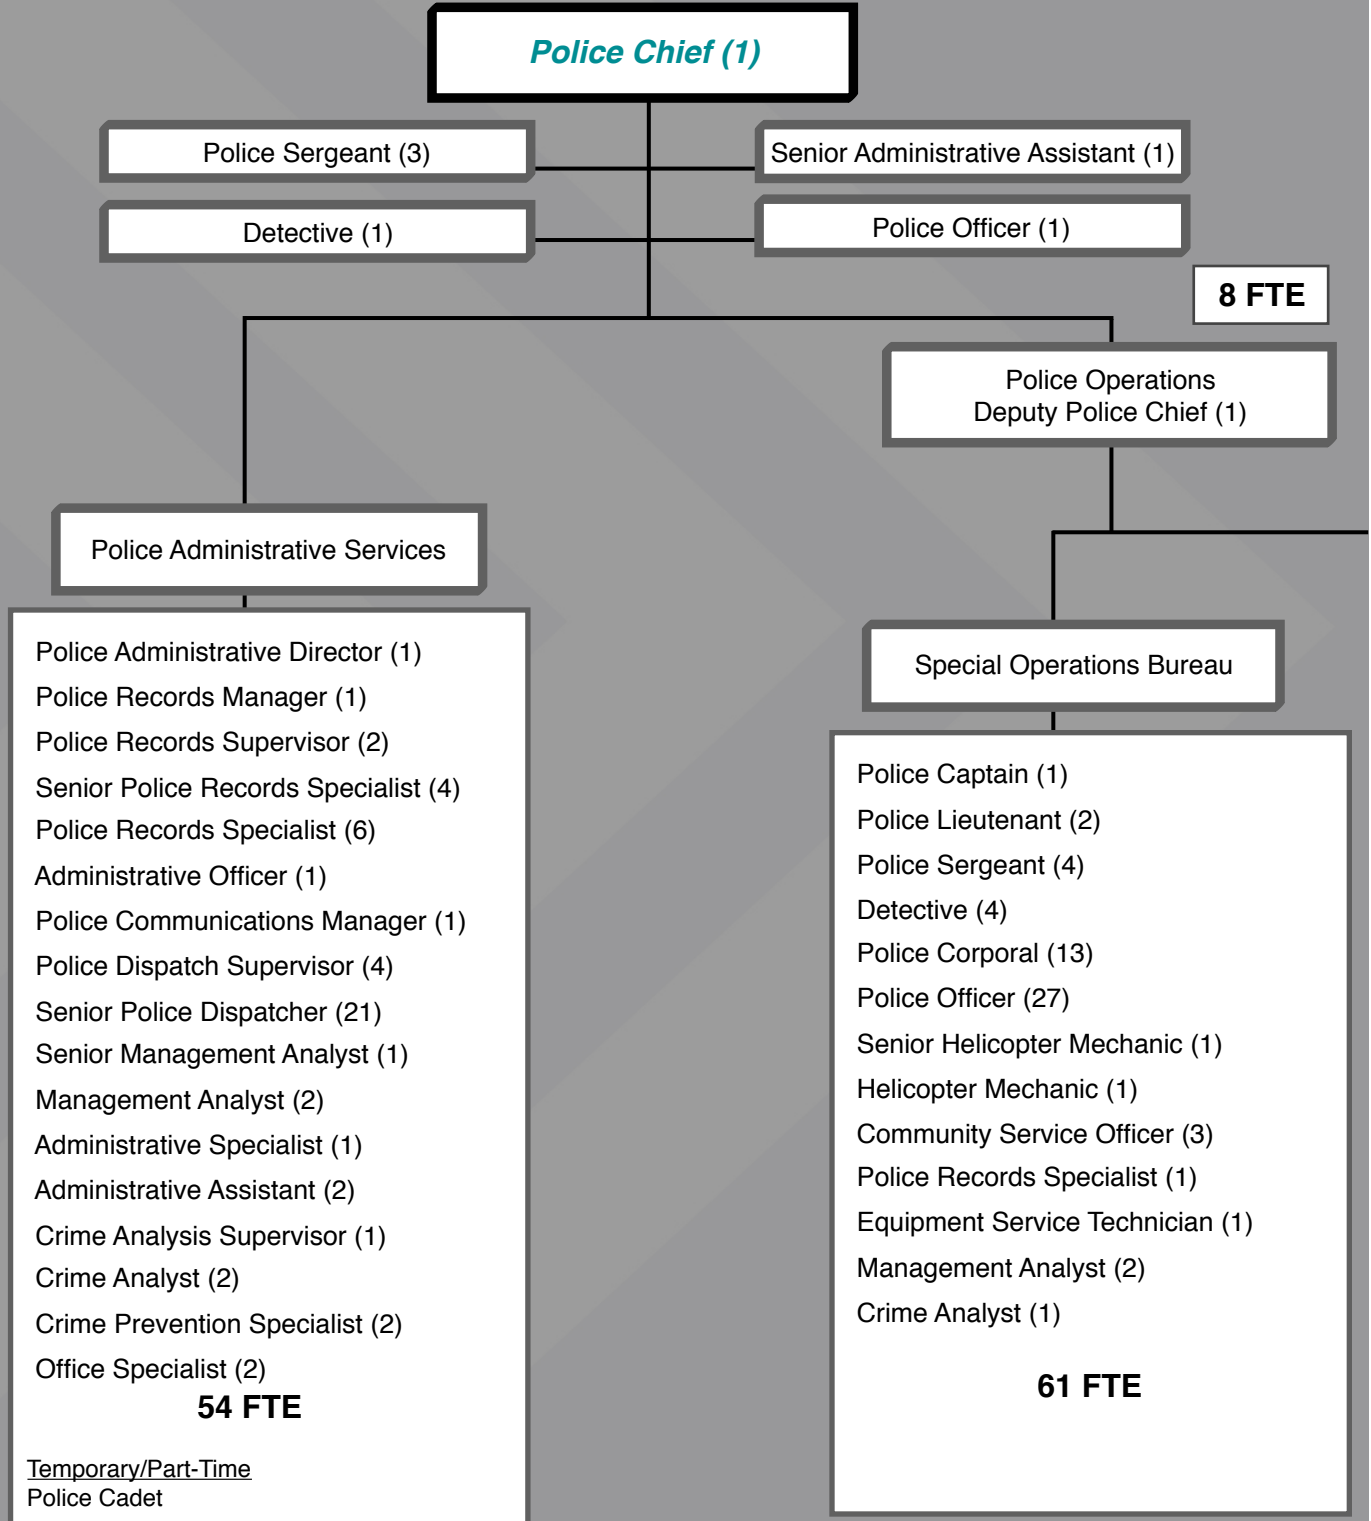 Police Chief (1)
Police Sergeant (3)
Senior Administrative Assistant (1)
Detective (1)
Police Officer (1)
8 FTE
Police Operations
Deputy Police Chief (1)
Police Administrative Services
Police Administrative Director (1)
Police Records Manager (1)
Police Records Supervisor (2)
Senior Police Records Specialist (4)
Police Records Specialist (6)
Administrative Officer (1)
Police Communications Manager (1)
Police Dispatch Supervisor (4)
Senior Police Dispatcher (21)
Senior Management Analyst (1)
Management Analyst (2)
Administrative Specialist (1)
Administrative Assistant (2)
Crime Analysis Supervisor (1)
Crime Analyst (2)
Crime Prevention Specialist (2)
Office Specialist (2)
54 FTE
Temporary/Part-Time
Police Cadet
Special Operations Bureau
Police Captain (1)
Police Lieutenant (2)
Police Sergeant (4)
Detective (4)
Police Corporal (13)
Police Officer (27)
Senior Helicopter Mechanic (1)
Helicopter Mechanic (1)
Community Service Officer (3)
Police Records Specialist (1)
Equipment Service Technician (1)
Management Analyst (2)
Crime Analyst (1)
61 FTE